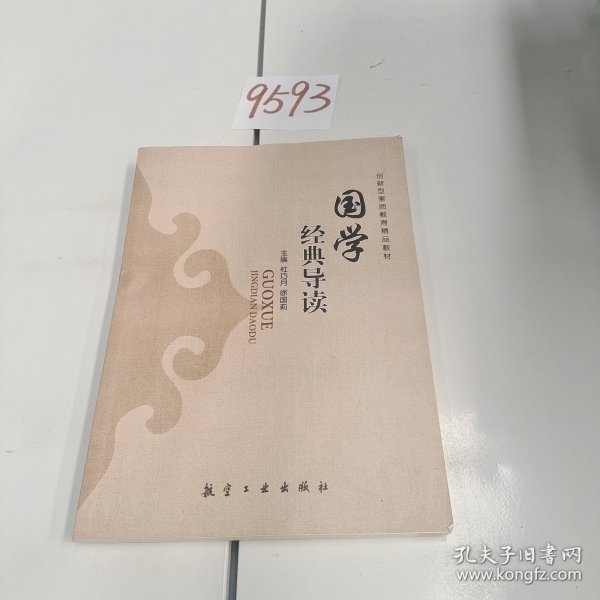 9593
创新型素质教育精品教材
国学
经典导读
主编 杜巧月 徐国莉
GUOXUE
JINGDIAN DAODU
航空工业出版社
孔夫子旧书网
www.kongfz.com